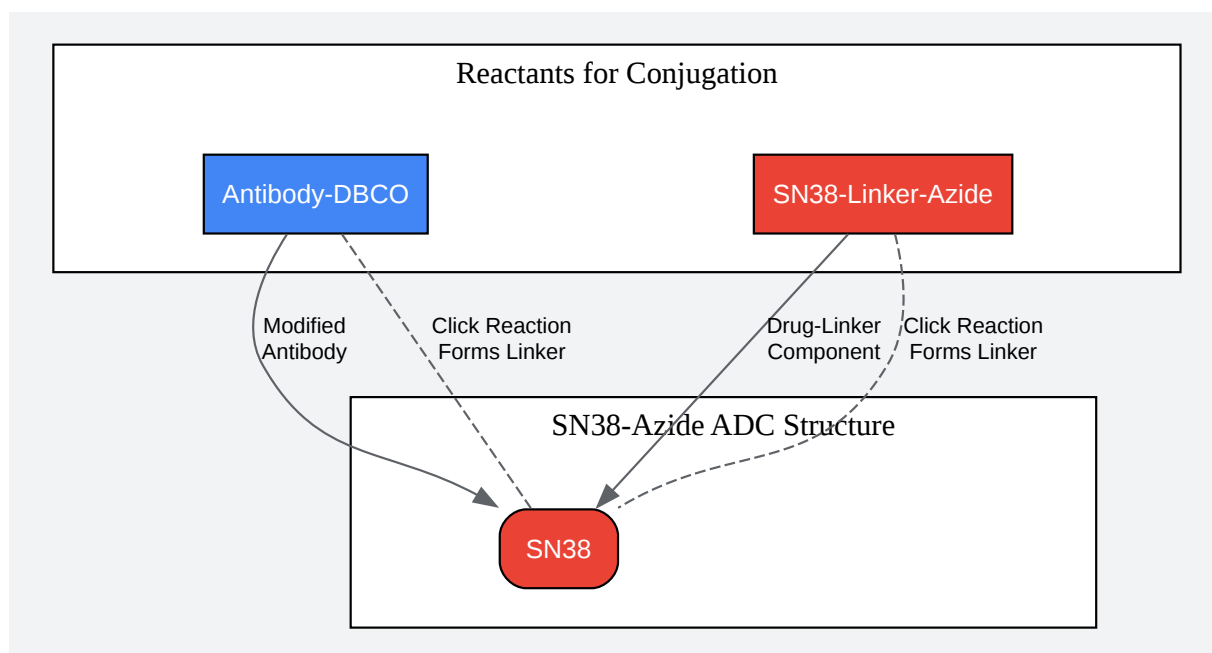 Reactants for Conjugation
Antibody-DBCO
SN38-Linker-Azide
Modified
Antibody
Click Reaction
Forms Linker
Drug-Linker
Component
Click Reaction
Forms Linker
SN38-Azide ADC Structure
SN38